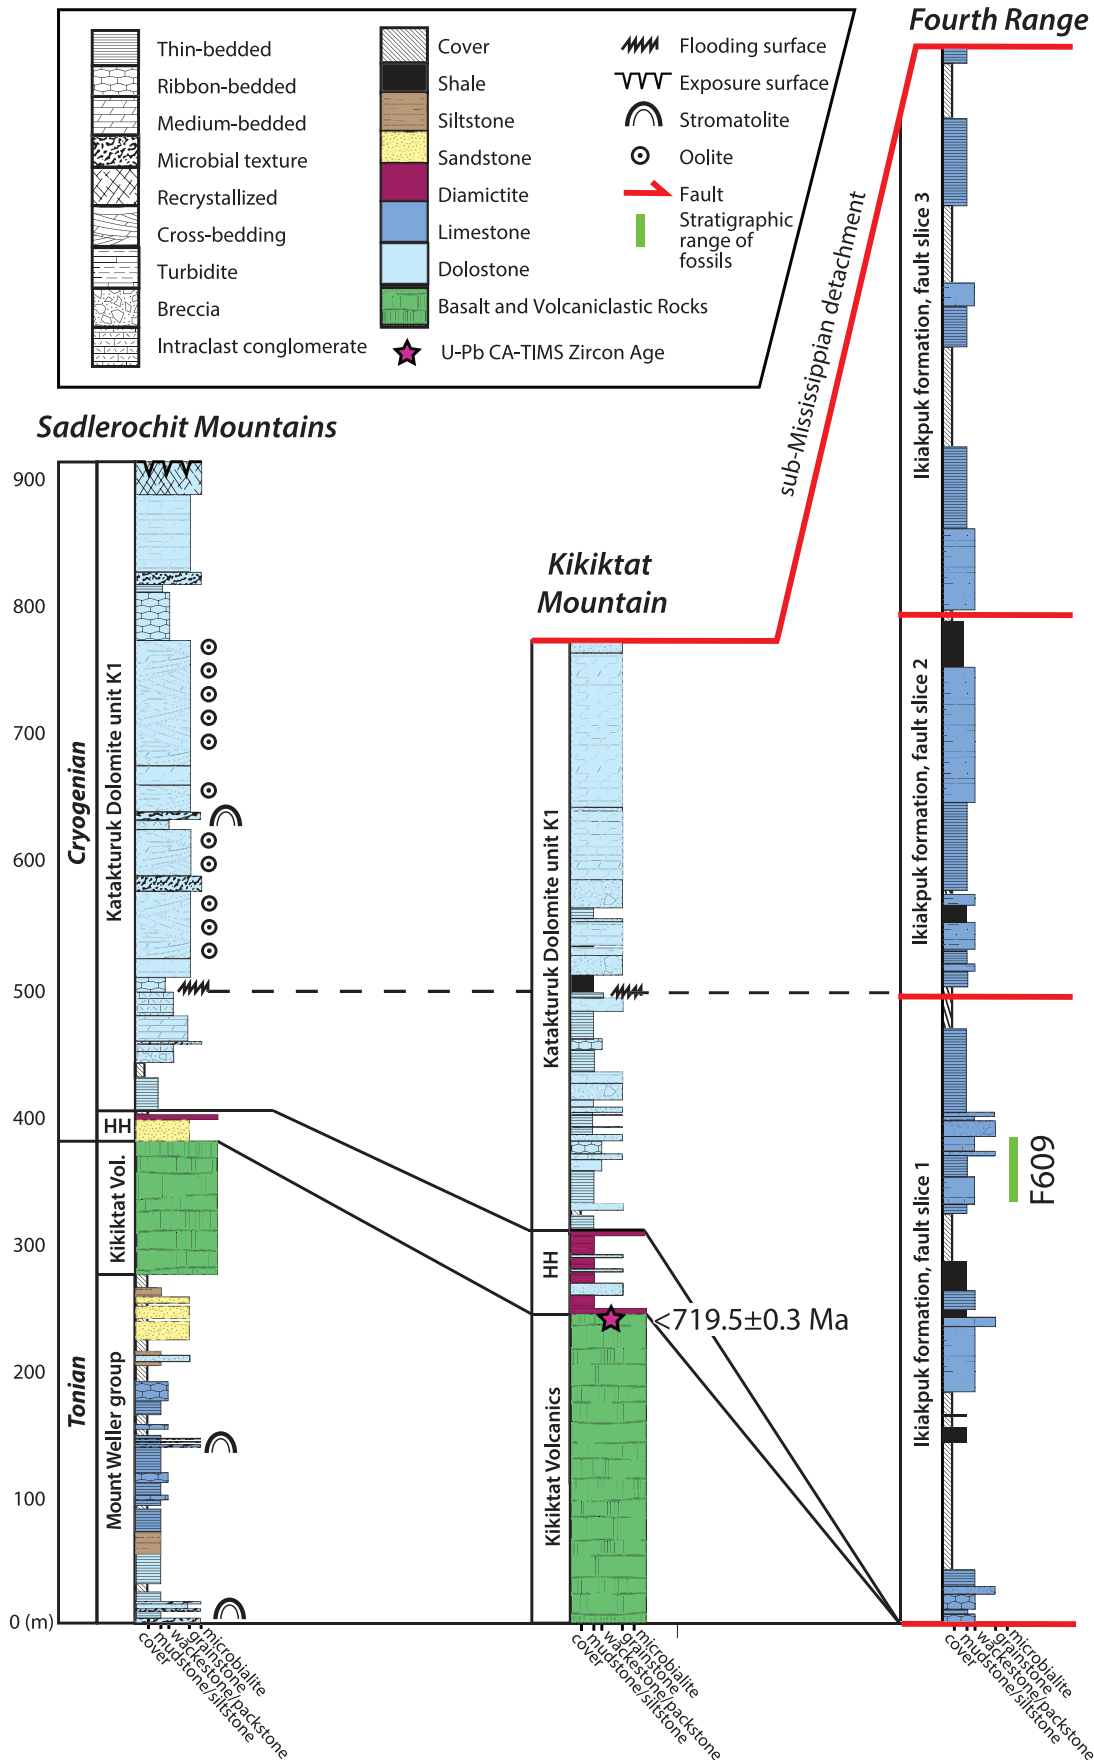 Fourth Range
Thin-bedded
Ribbon-bedded
Medium-bedded
Microbial texture
Recrystallized
Cross-bedding
Turbidite
Breccia
Intraclast conglomerate
Cover
Shale
Siltstone
Sandstone
Diamictite
Limestone
Dolostone
Basalt and Volcaniclastic Rocks
U-Pb CA-TIMS Zircon Age
Flooding surface
Exposure surface
Stromatolite
Oolite
Fault
Stratigraphic
range of
fossils
sub-Mississippian detachment
Sadlerochit Mountains
Kikiktat
Mountain
900
800
700
600
500
400
300
200
100
0 (m)
Cryogenian
Tonian
Katakturuk Dolomite unit K1
HH
Kikiktat Vol.
Mount Weller group
Katakturuk Dolomite unit K1
HH
Kikiktat Volcanics
<719.5±0.3 Ma
Ikiakpuk formation, fault slice 3
Ikiakpuk formation, fault slice 2
Ikiakpuk formation, fault slice 1
F609
cover
mudstone/siltstone
wackestone/packstone
grainstone
microbialite
cover
mudstone/siltstone
wackestone/packstone
grainstone
microbialite
cover
mudstone/siltstone
wackestone/packstone
grainstone
microbialite